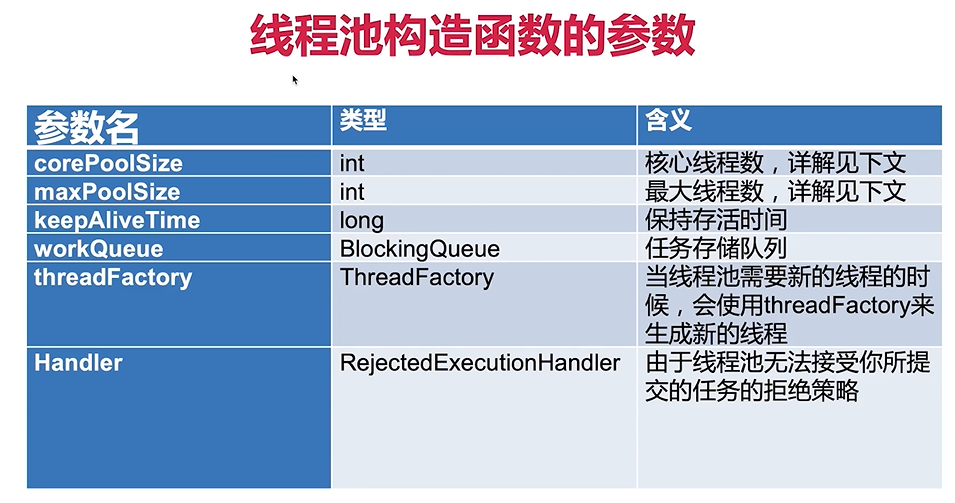 线程池构造函数的参数
参数名 类型 含义
corePoolSize int 核心线程数，详解见下文
maxPoolSize int 最大线程数，详解见下文
keepAliveTime long 保持存活时间
workQueue BlockingQueue 任务存储队列
threadFactory ThreadFactory 当线程池需要新的线程的时
候，会使用threadFactory来
生成新的线程
Handler RejectedExecutionHandler 由于线程池无法接受你所提
交的任务的拒绝策略